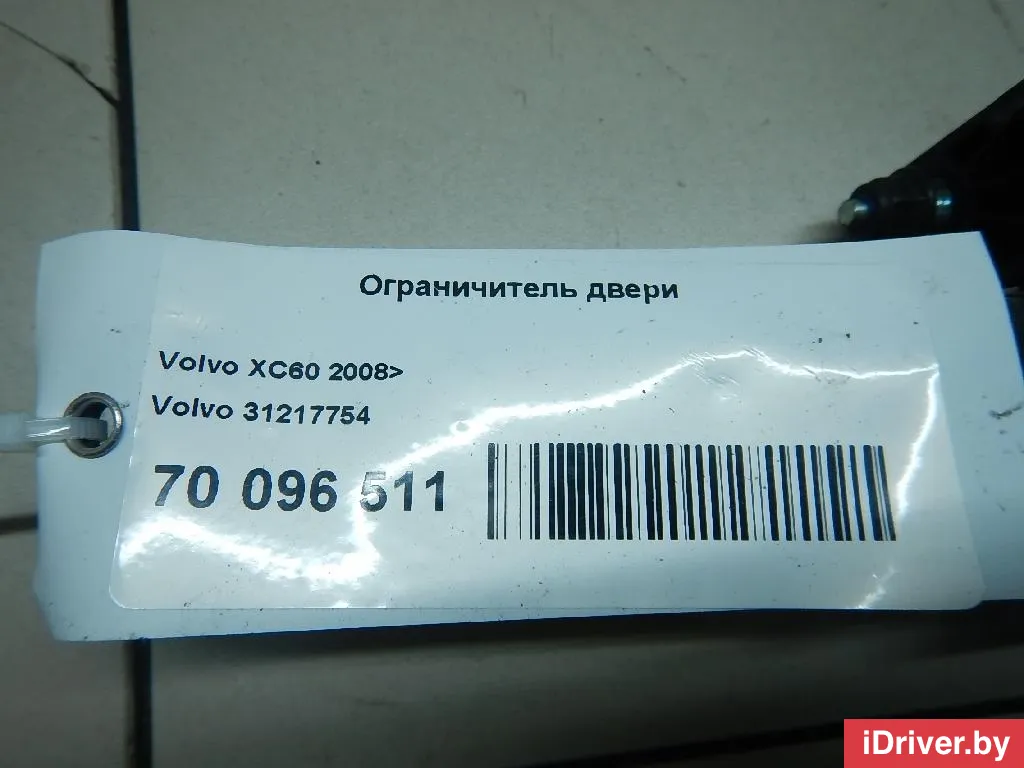 Ограничитель двери
Volvo XC60 2008>
Volvo 31217754
70 096 511
iDriver.by